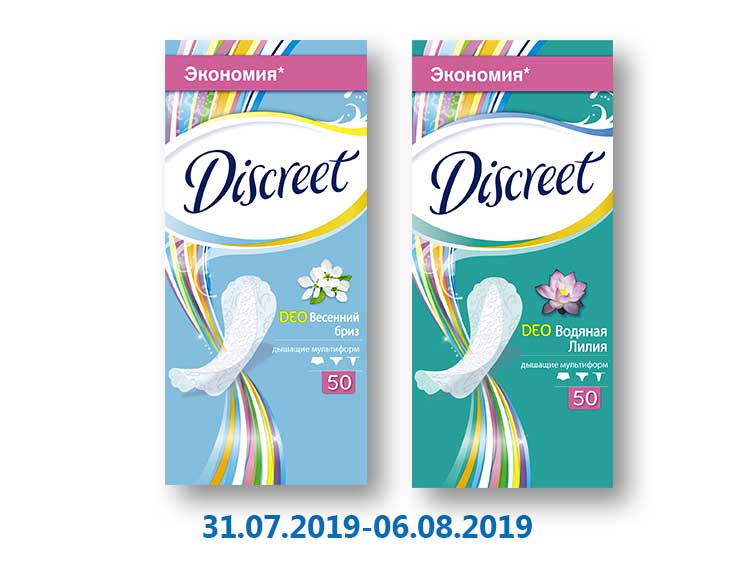 Экономия*
Discreet
DEO Весенний
бриз
дышащие мультиформ
50
Экономия*
Discreet
DEO Водяная
Лилия
дышащие мультиформ
50
31.07.2019-06.08.2019